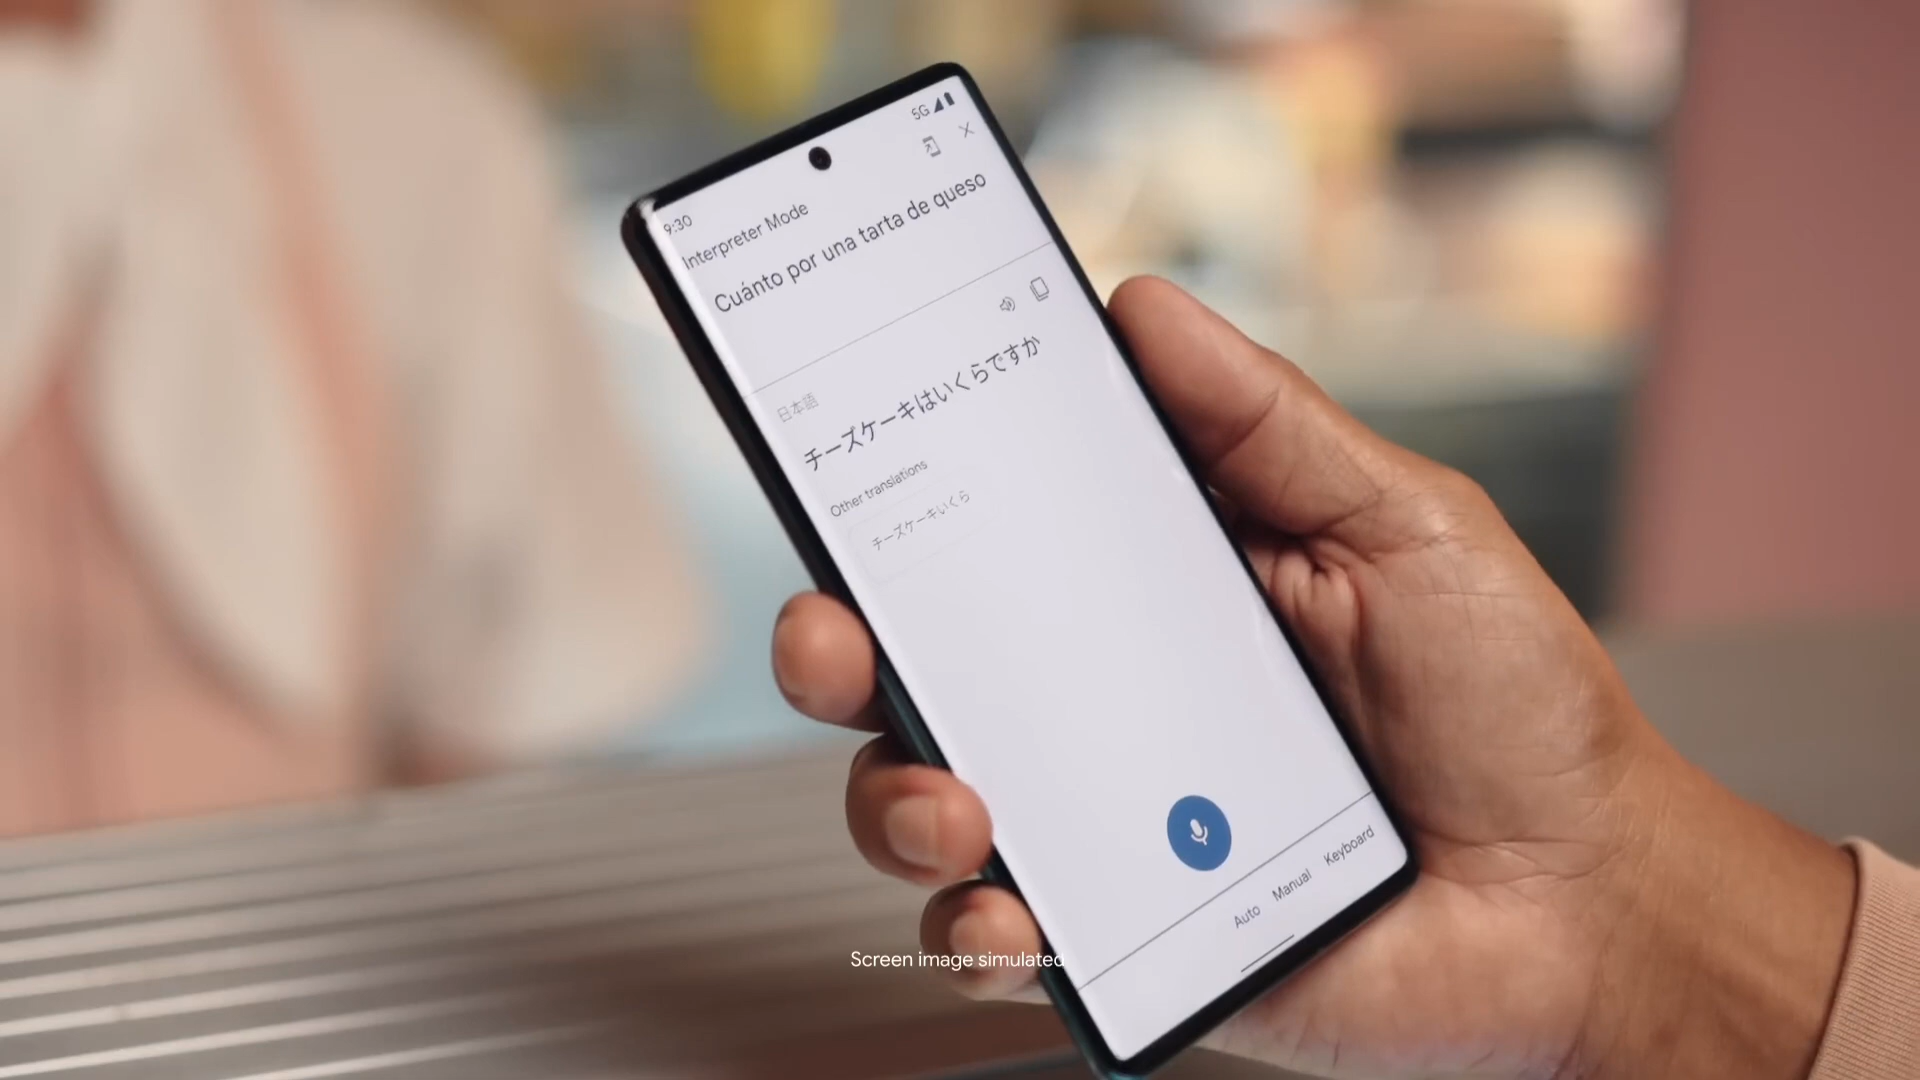 9:30
5G
Interpreter Mode
Cuánto por una tarta de queso
日本語
チーズケーキはいくらですか
Other translations
チーズケーキいくら
Auto Manual Keyboard
Screen image simulated